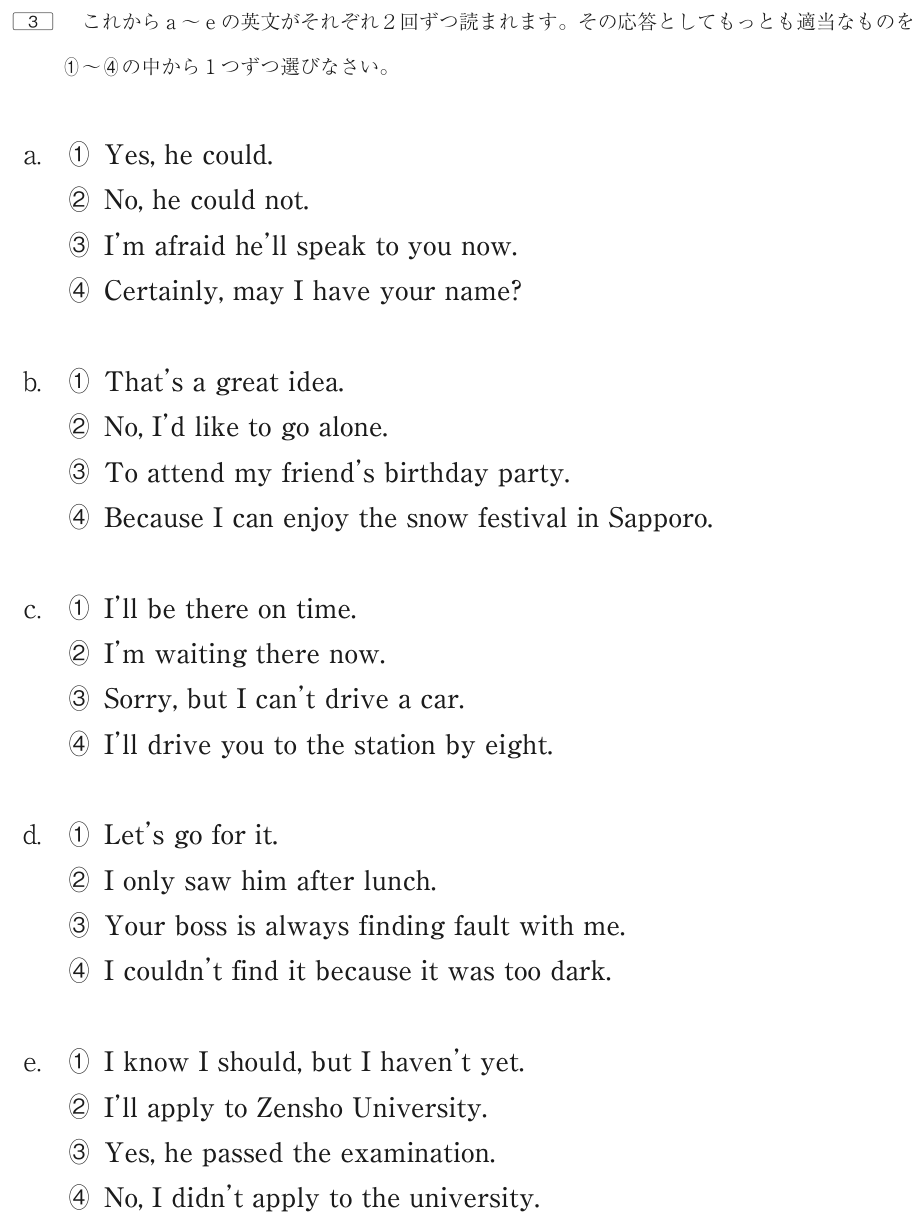 3 これからa～eの英文がそれぞれ2回ずつ読まれます。その応答としてもっとも適当なものを
①～④の中から1つずつ選びなさい。
a. ① Yes, he could.
② No, he could not.
③ I'm afraid he'll speak to you now.
④ Certainly, may I have your name?
b. ① That's a great idea.
② No, I'd like to go alone.
③ To attend my friend's birthday party.
④ Because I can enjoy the snow festival in Sapporo.
c. ① I'll be there on time.
② I'm waiting there now.
③ Sorry, but I can't drive a car.
④ I'll drive you to the station by eight.
d. ① Let's go for it.
② I only saw him after lunch.
③ Your boss is always finding fault with me.
④ I couldn't find it because it was too dark.
e. ① I know I should, but I haven't yet.
② I'll apply to Zensho University.
③ Yes, he passed the examination.
④ No, I didn't apply to the university.